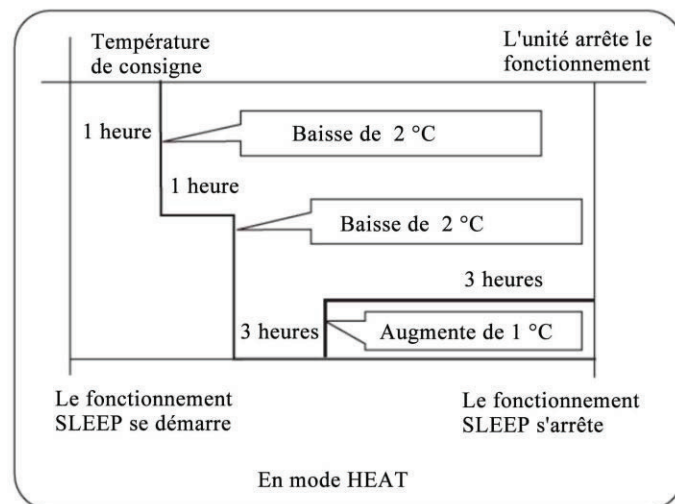 Température
de consigne
L'unité arrête le
fonctionnement
1 heure
Baisse de 2 °C
1 heure
Baisse de 2 °C
3 heures
3 heures
Augmente de 1 °C
Le fonctionnement
SLEEP se démarre
Le fonctionnement
SLEEP s'arrête
En mode HEAT